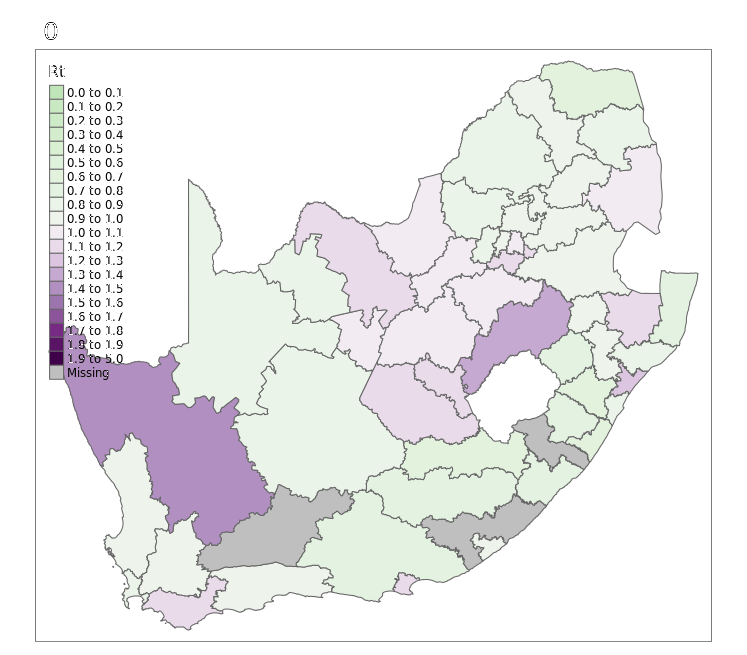 0
Rt
0.0 to 0.1
0.1 to 0.2
0.2 to 0.3
0.3 to 0.4
0.4 to 0.5
0.5 to 0.6
0.6 to 0.7
0.7 to 0.8
0.8 to 0.9
0.9 to 1.0
1.0 to 1.1
1.1 to 1.2
1.2 to 1.3
1.3 to 1.4
1.4 to 1.5
1.5 to 1.6
1.6 to 1.7
1.7 to 1.8
1.8 to 1.9
1.9 to 5.0
Missing